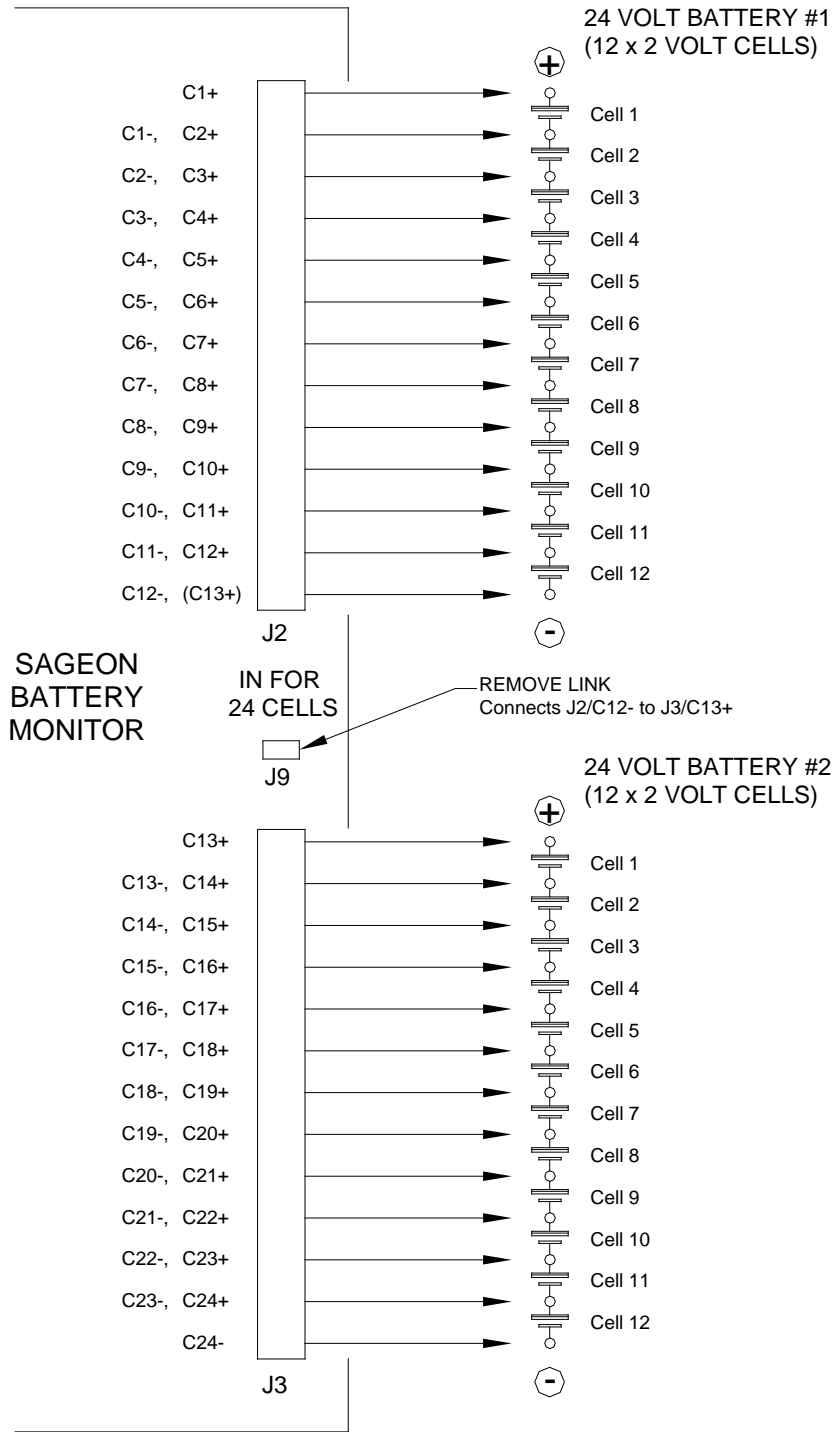 24 VOLT BATTERY #1
(12 x 2 VOLT CELLS)
+
C1+
Cell 1
C1-, C2+
Cell 2
C2-, C3+
Cell 3
C3-, C4+
Cell 4
C4-, C5+
Cell 5
C5-, C6+
Cell 6
C6-, C7+
Cell 7
C7-, C8+
Cell 8
C8-, C9+
Cell 9
C9-, C10+
Cell 10
C10-, C11+
Cell 11
C11-, C12+
Cell 12
C12-, (C13+)
J2
-
SAGEON
BATTERY
MONITOR
IN FOR
24 CELLS
J9
REMOVE LINK
Connects J2/C12- to J3/C13+
24 VOLT BATTERY #2
(12 x 2 VOLT CELLS)
+
C13+
Cell 1
C13-, C14+
Cell 2
C14-, C15+
Cell 3
C15-, C16+
Cell 4
C16-, C17+
Cell 5
C17-, C18+
Cell 6
C18-, C19+
Cell 7
C19-, C20+
Cell 8
C20-, C21+
Cell 9
C21-, C22+
Cell 10
C22-, C23+
Cell 11
C23-, C24+
Cell 12
C24-
J3
-